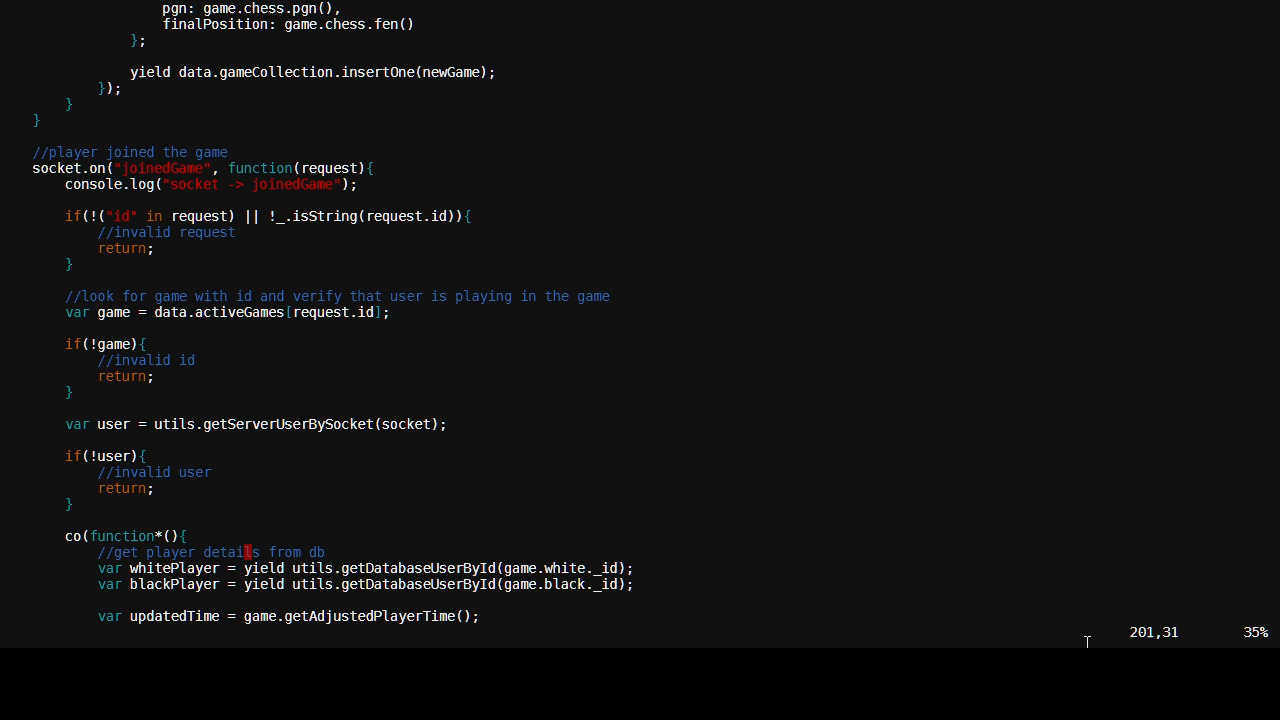 pgn: game.chess.pgn(),
finalPosition: game.chess.fen()
};
yield data.gameCollection.insertOne(newGame);
});
}
}
//player joined the game
socket.on("joinedGame", function(request){
console.log("socket -> joinedGame");
if(!("id" in request) || !_.isString(request.id)){
//invalid request
return;
}
//look for game with id and verify that user is playing in the game
var game = data.activeGames[request.id];
if(!game){
//invalid id
return;
}
var user = utils.getServerUserBySocket(socket);
if(!user){
//invalid user
return;
}
co(function*(){
//get player details from db
var whitePlayer = yield utils.getDatabaseUserById(game.white._id);
var blackPlayer = yield utils.getDatabaseUserById(game.black._id);
var updatedTime = game.getAdjustedPlayerTime();
201,31 35%